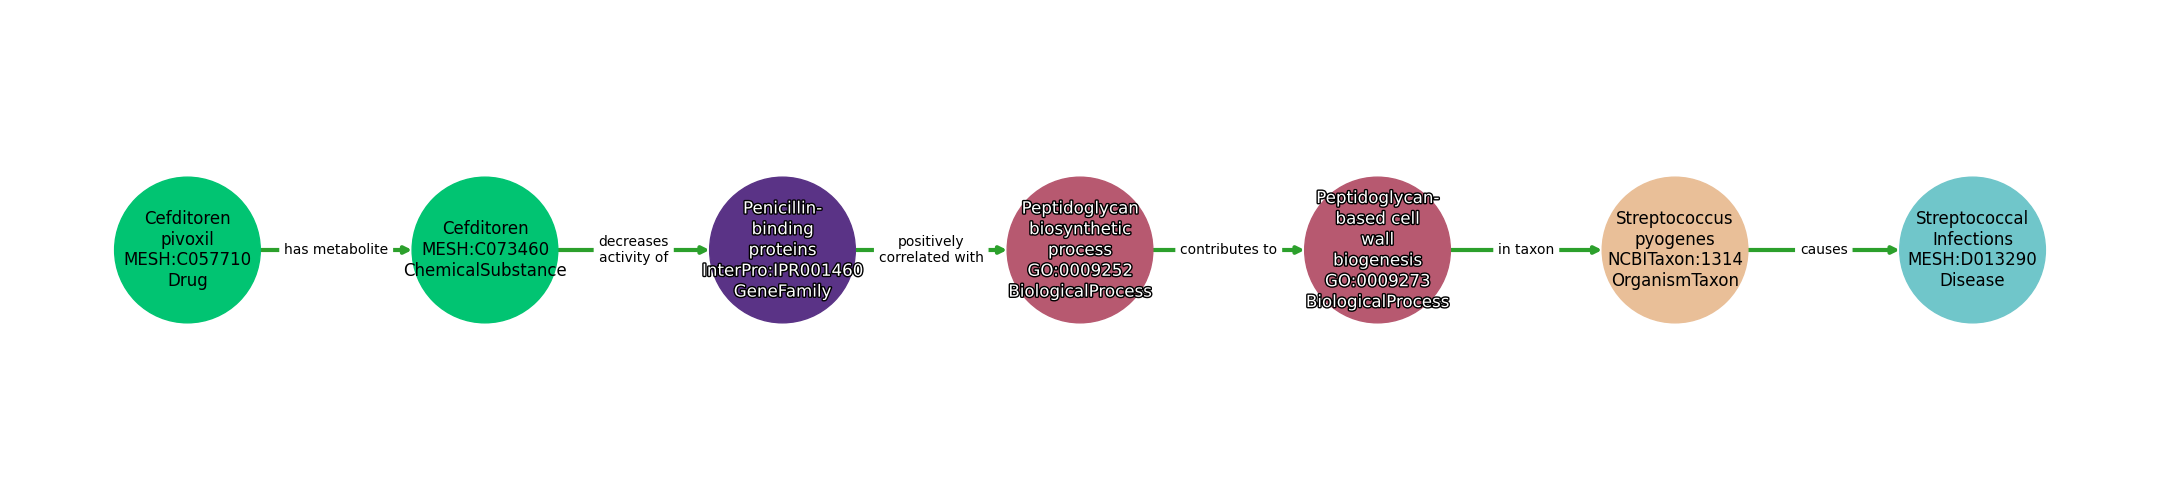 Cefditoren
pivoxil
MESH:C057710
Drug
has metabolite
Cefditoren
MESH:C073460
ChemicalSubstance
decreases
activity of
Penicillin-
binding
proteins
InterPro:IPR001460
GeneFamily
positively
correlated with
Peptidoglycan
biosynthetic
process
GO:0009252
BiologicalProcess
contributes to
Peptidoglycan-
based cell
wall
biogenesis
GO:0009273
BiologicalProcess
in taxon
Streptococcus
pyogenes
NCBITaxon:1314
OrganismTaxon
causes
Streptococcal
Infections
MESH:D013290
Disease